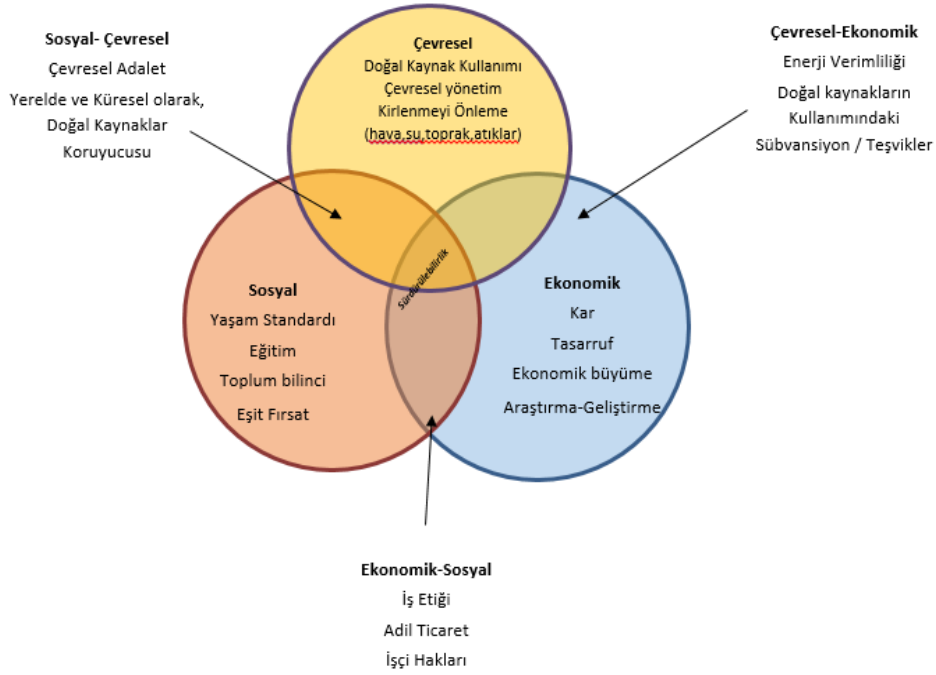 Sosyal- Çevresel
Çevresel Adalet
Yerelde ve Küresel olarak,
Doğal Kaynaklar
Koruyucusu
Çevresel
Doğal Kaynak Kullanımı
Çevresel yönetim
Kirlenmeyi Önleme
(hava,su,toprak,atıklar)
Çevresel-Ekonomik
Enerji Verimliliği
Doğal kaynakların
Kullanımındaki
Sübvansiyon / Teşvikler
Sürdürülebilirlik
Sosyal
Yaşam Standardı
Eğitim
Toplum bilinci
Eşit Fırsat
Ekonomik
Kar
Tasarruf
Ekonomik büyüme
Araştırma-Geliştirme
Ekonomik-Sosyal
İş Etiği
Adil Ticaret
İşçi Hakları